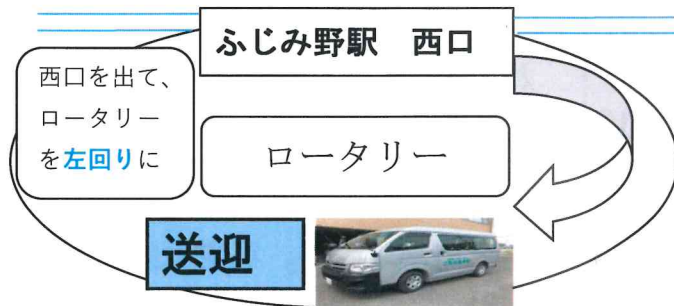 ふじみ野駅　西口
西口を出て、
ロータリー
を左回りに
ロータリー
送迎